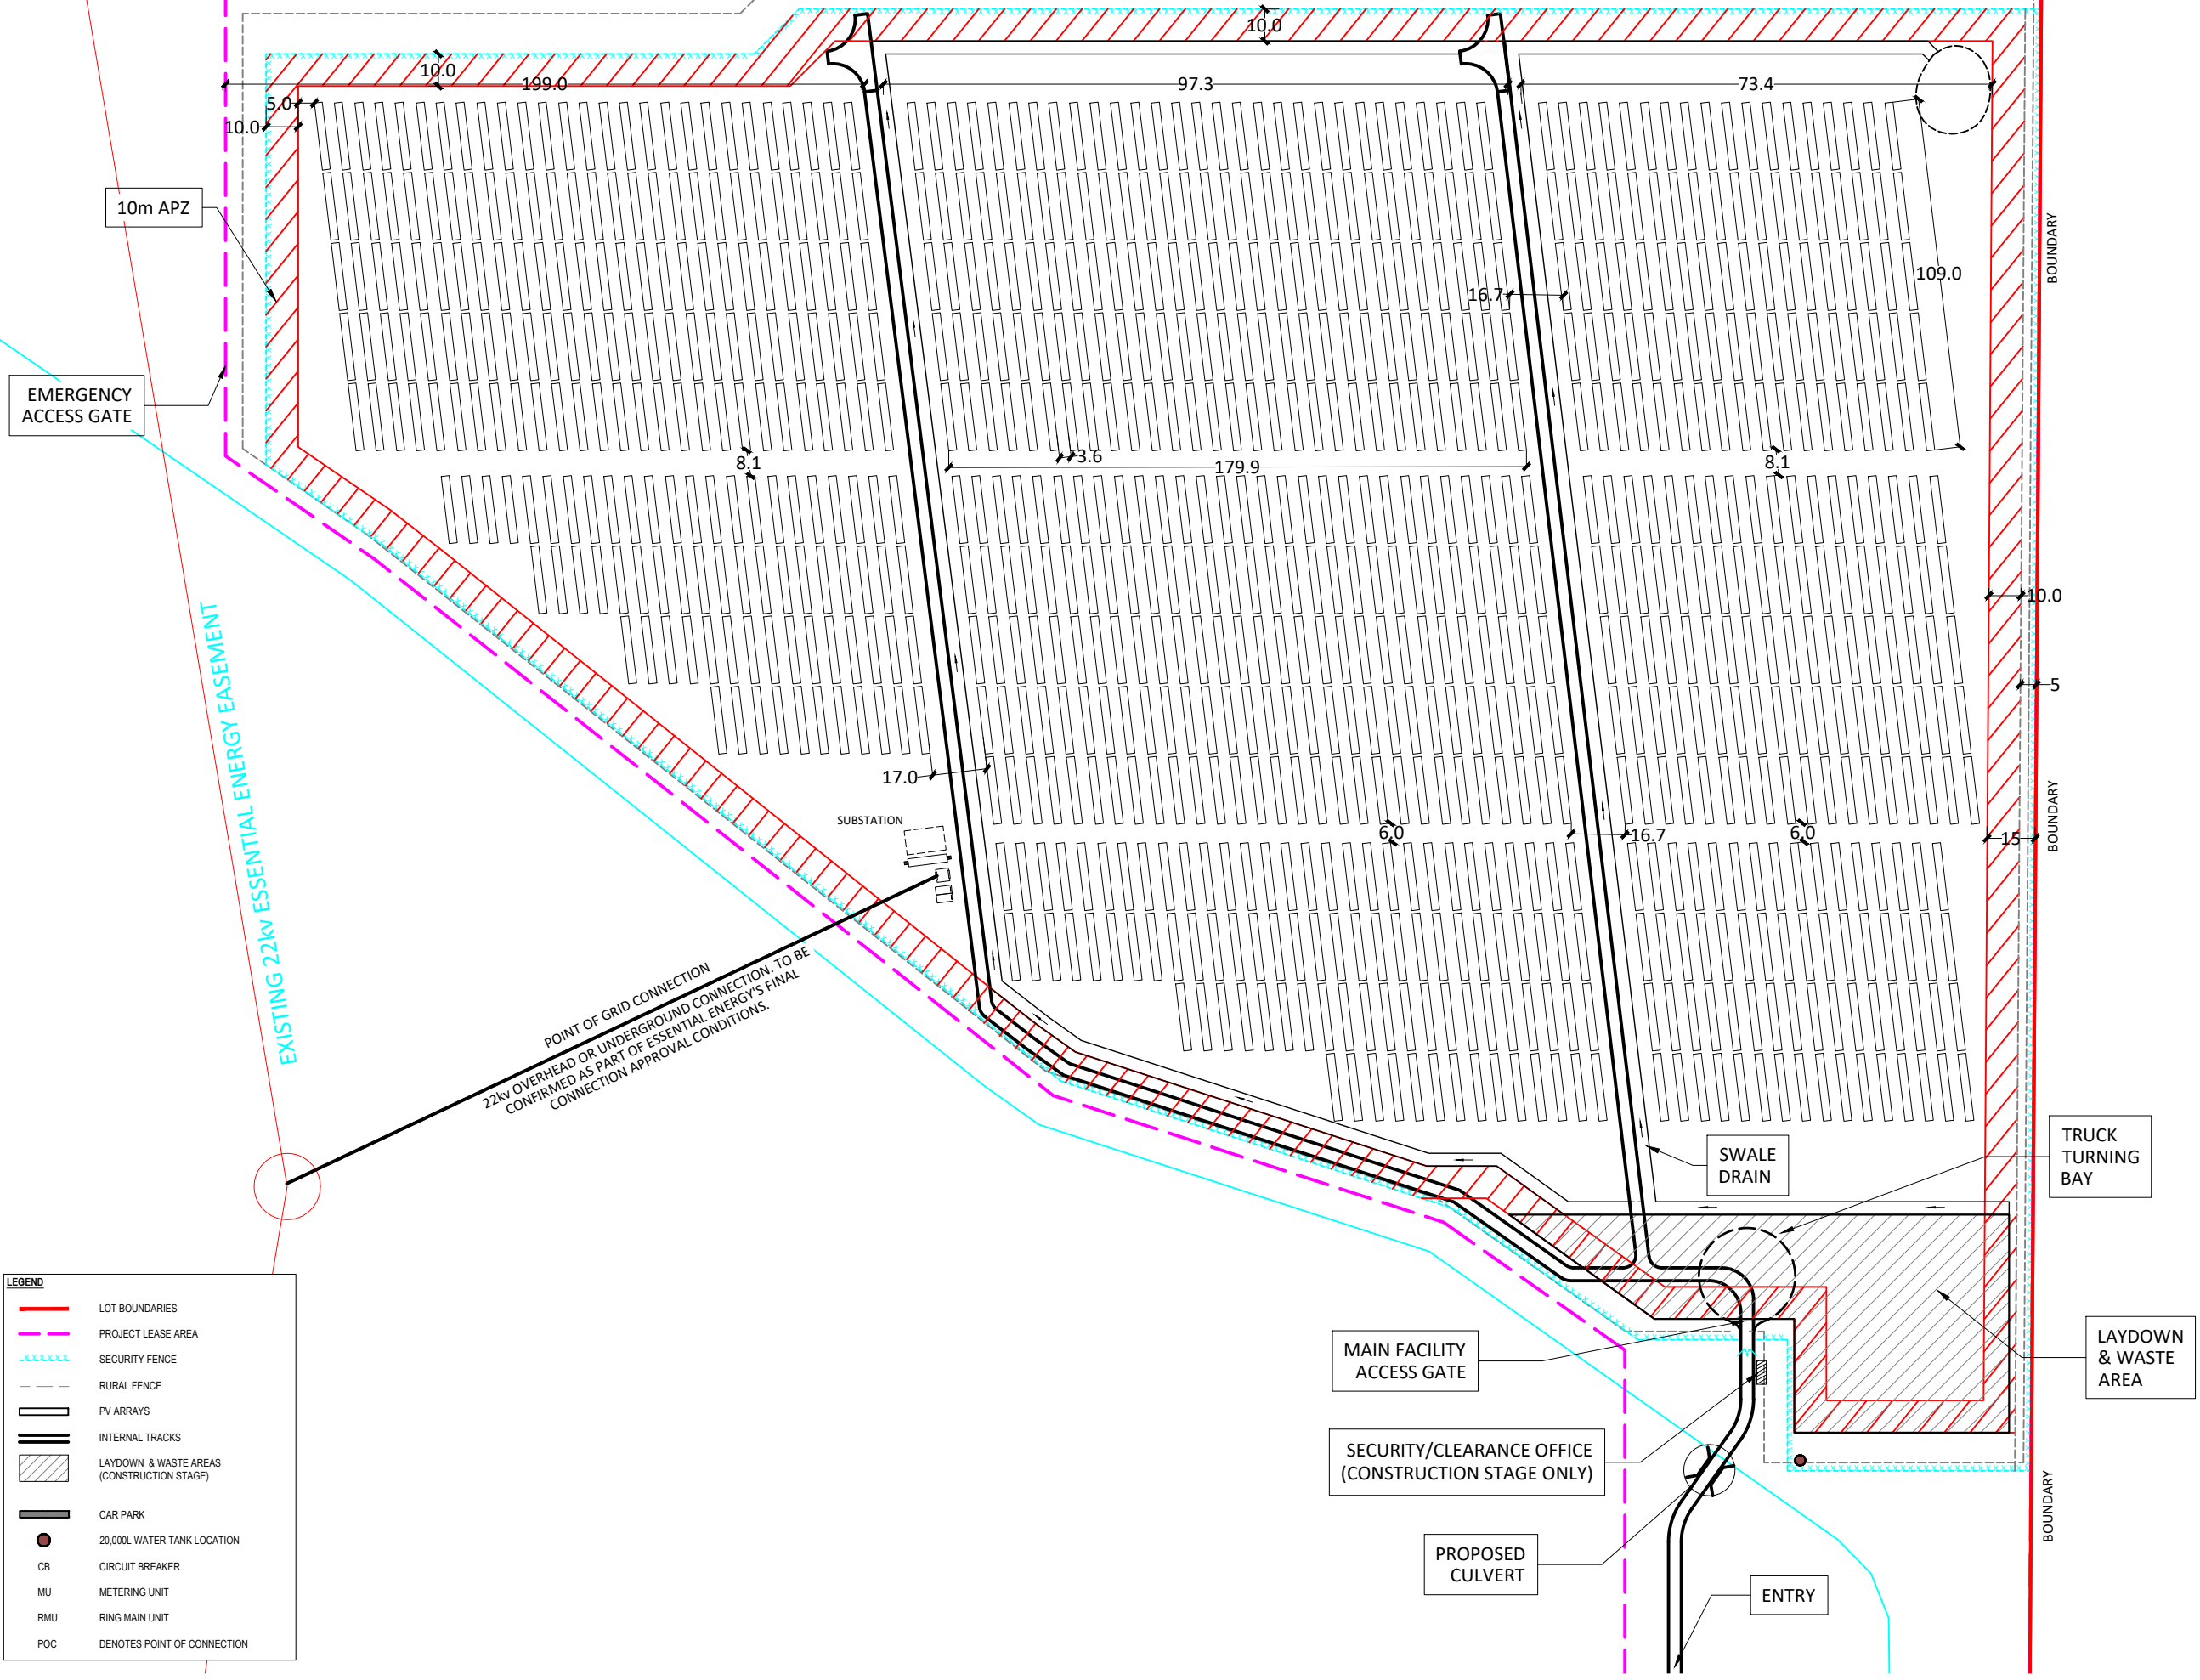 10.0
10.0
199.0
97.3
73.4
5.0
10.0
10m APZ
BOUNDARY
109.0
16.7
EMERGENCY
ACCESS GATE
8.1
3.6
179.9
8.1
10.0
EXISTING 22kv ESSENTIAL ENERGY EASEMENT
5
17.0
SUBSTATION
6.0
16.7
6.0
15
BOUNDARY
POINT OF GRID CONNECTION
22kv OVERHEAD OR UNDERGROUND CONNECTION. TO BE
CONFIRMED AS PART OF ESSENTIAL ENERGY'S FINAL
CONNECTION APPROVAL CONDITIONS.
SWALE
DRAIN
TRUCK
TURNING
BAY
MAIN FACILITY
ACCESS GATE
LAYDOWN
& WASTE
AREA
SECURITY/CLEARANCE OFFICE
(CONSTRUCTION STAGE ONLY)
BOUNDARY
PROPOSED
CULVERT
ENTRY
LEGEND
LOT BOUNDARIES
PROJECT LEASE AREA
SECURITY FENCE
RURAL FENCE
PV ARRAYS
INTERNAL TRACKS
LAYDOWN & WASTE AREAS
(CONSTRUCTION STAGE)
CAR PARK
20,000L WATER TANK LOCATION
CB CIRCUIT BREAKER
MU METERING UNIT
RMU RING MAIN UNIT
POC DENOTES POINT OF CONNECTION